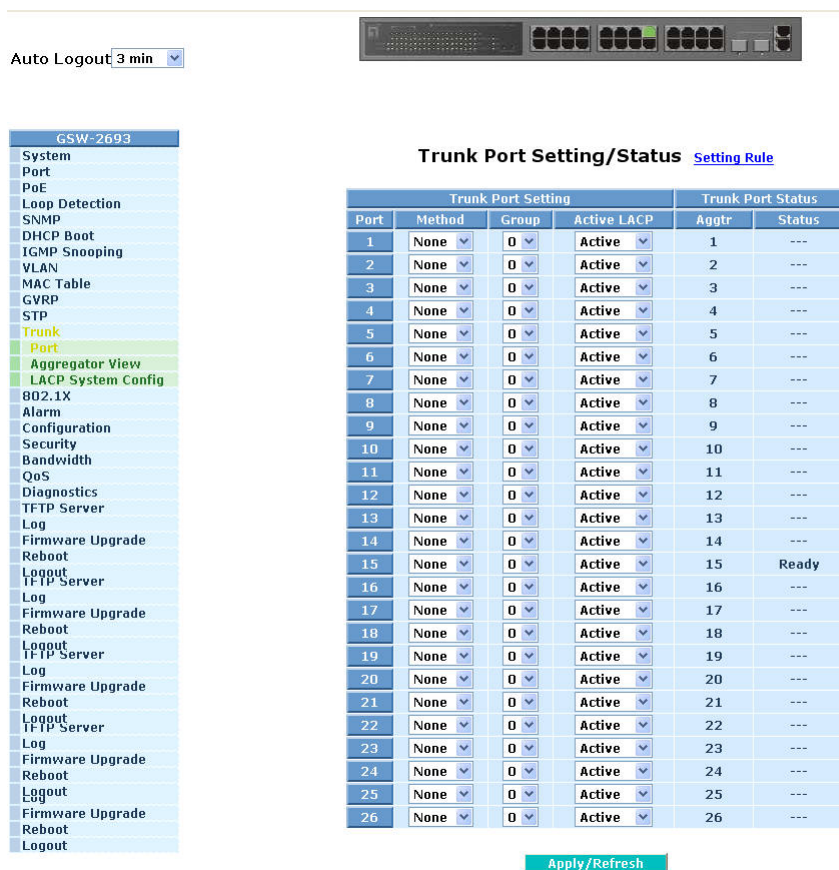 Auto Logout 3 min
GSW-2693
System
Port
PoE
Loop Detection
SNMP
DHCP Boot
IGMP Snooping
VLAN
MAC Table
GVRP
STP
Trunk
Port
Aggregator View
LACP System Config
802.1X
Alarm
Configuration
Security
Bandwidth
QoS
Diagnostics
TFTP Server
Log
Firmware Upgrade
Reboot
Logout
TFTP Server
Log
Firmware Upgrade
Reboot
Logout
TFTP Server
Log
Firmware Upgrade
Reboot
Logout
TFTP Server
Log
Firmware Upgrade
Reboot
Logout
Log
Firmware Upgrade
Reboot
Logout
Trunk Port Setting/Status Setting Rule
Trunk Port Setting Trunk Port Status
Port Method Group Active LACP Aggtr Status
1 None 0 Active 1 ---
2 None 0 Active 2 ---
3 None 0 Active 3 ---
4 None 0 Active 4 ---
5 None 0 Active 5 ---
6 None 0 Active 6 ---
7 None 0 Active 7 ---
8 None 0 Active 8 ---
9 None 0 Active 9 ---
10 None 0 Active 10 ---
11 None 0 Active 11 ---
12 None 0 Active 12 ---
13 None 0 Active 13 ---
14 None 0 Active 14 ---
15 None 0 Active 15 Ready
16 None 0 Active 16 ---
17 None 0 Active 17 ---
18 None 0 Active 18 ---
19 None 0 Active 19 ---
20 None 0 Active 20 ---
21 None 0 Active 21 ---
22 None 0 Active 22 ---
23 None 0 Active 23 ---
24 None 0 Active 24 ---
25 None 0 Active 25 ---
26 None 0 Active 26 ---
Apply/Refresh